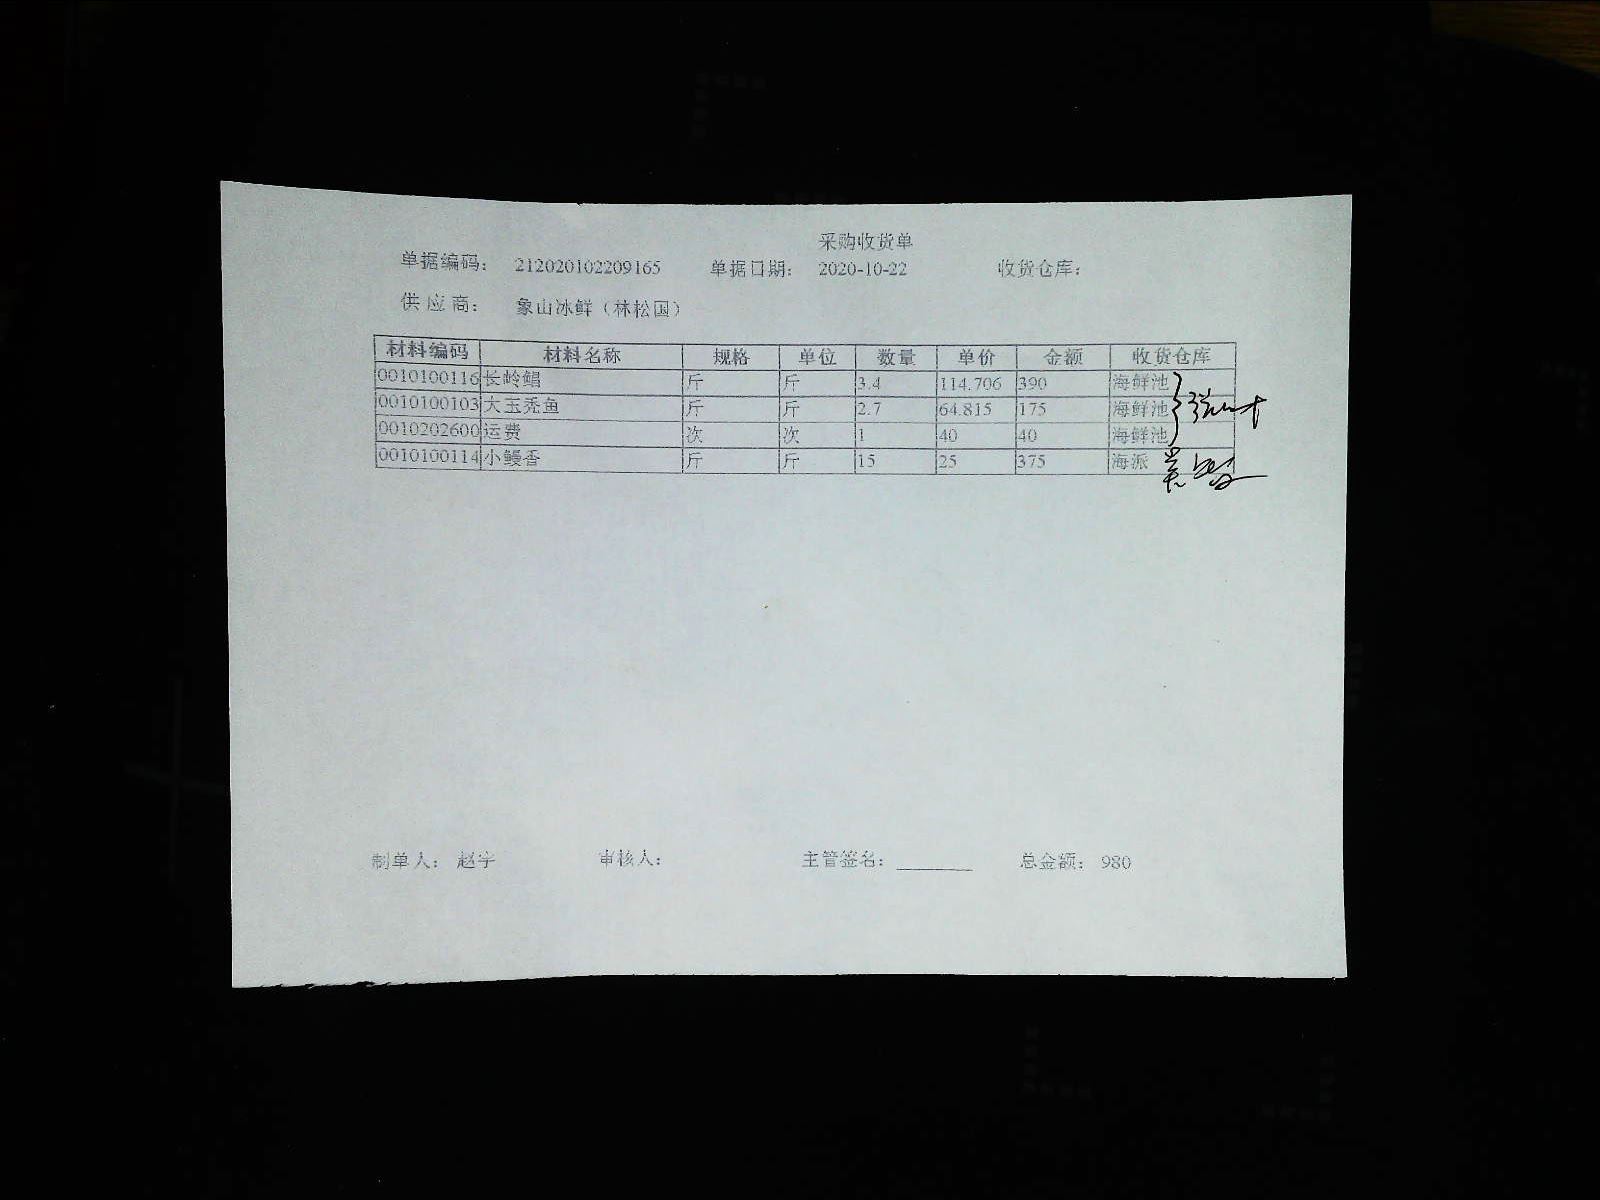 采购收货单
单据编码: 212020102209165 单据日期: 2020-10-22 收货仓库:
供应商: 象山冰鲜(林松国)
材料编码 材料名称 规格 单位 数量 单价 金额 收货仓库
0010100116 长岭鲳 斤 斤 3.4 114.706 390 海鲜池
0010100103 大玉秃鱼 斤 斤 2.7 64.815 175 海鲜池
0010202600 运费 次 次 1 40 40 海鲜池
0010100114 小鳗香 斤 斤 15 25 375 海派
制单人: 赵宇 审核人: 主管签名: 总金额: 980